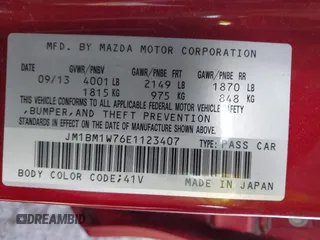 MFD. BY MAZDA MOTOR CORPORATION
GVWR/PNBV GAWR/PNBE FRT GAWR/PNBE RR
09/13 4001 LB 2149 LB 1870 LB
1815 KG 975 KG 848 KG
THIS VEHICLE CONFORMS TO ALL APPLICABLE
FEDERAL MOTOR VEHICLE SAFETY
,BUMPER,AND THEFT PREVENTION
STANDARDS IN EFFECT ON THE DATE OF
MANUFACTURE SHOWN ABOVE.
JM1BM1W76E1123407 TYPE:PASS CAR
BODY COLOR CODE;41V MADE IN JAPAN
DREAMBID